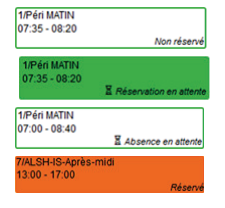 1/Péri MATIN
07:35 - 08:20
Non réservé
1/Péri MATIN
07:35 - 08:20
Réservation en attente
1/Péri MATIN
07:00 - 08:40
Absence en attente
7/ALSH-IS-Après-midi
13:00 - 17:00
Réservé